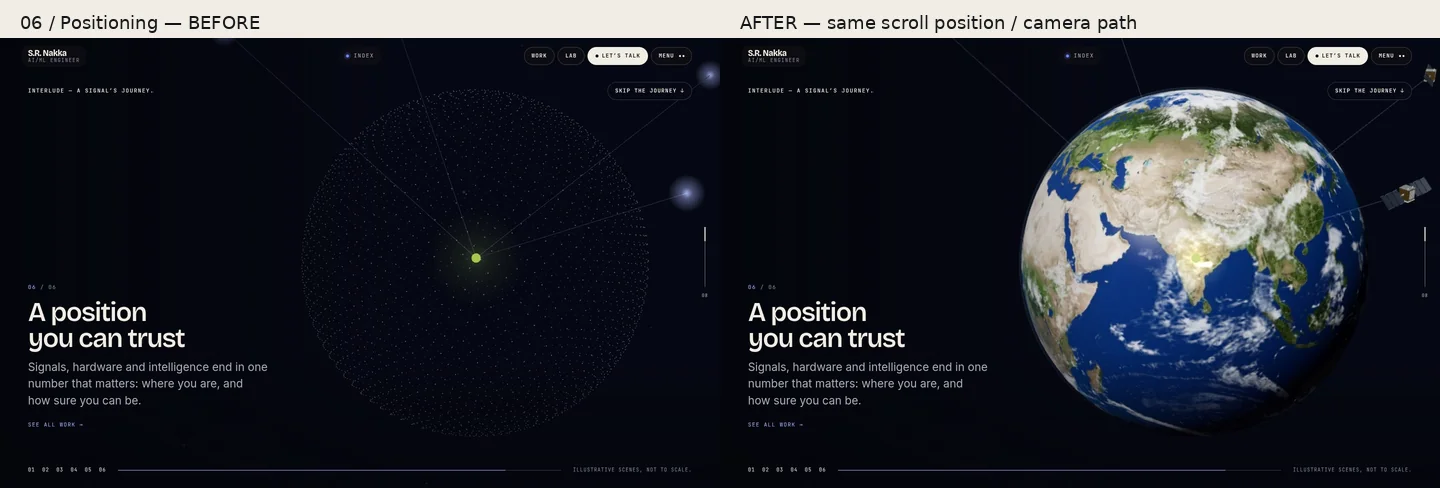 06 / Positioning — BEFORE
S.R. Nakka
AI/ML ENGINEER
INDEX
WORK
LAB
LET'S TALK
MENU
INTERLUDE — A SIGNAL'S JOURNEY.
SKIP THE JOURNEY ↓
06 / 06
A position
you can trust
Signals, hardware and intelligence end in one
number that matters: where you are, and
how sure you can be.
SEE ALL WORK →
01 02 03 04 05 06
ILLUSTRATIVE SCENES, NOT TO SCALE.
AFTER — same scroll position / camera path
S.R. Nakka
AI/ML ENGINEER
INDEX
WORK
LAB
LET'S TALK
MENU
INTERLUDE — A SIGNAL'S JOURNEY.
SKIP THE JOURNEY ↓
06 / 06
A position
you can trust
Signals, hardware and intelligence end in one
number that matters: where you are, and
how sure you can be.
SEE ALL WORK →
01 02 03 04 05 06
ILLUSTRATIVE SCENES, NOT TO SCALE.